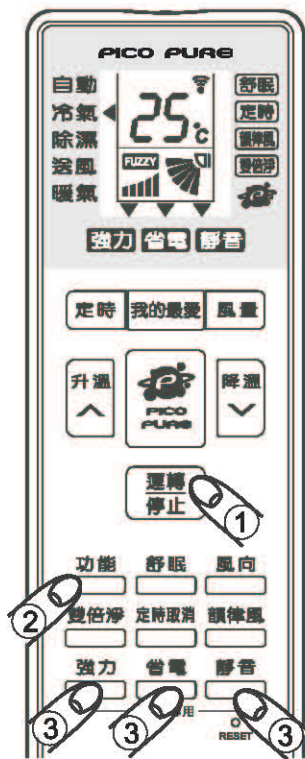 PICO PURE
自動
舒眠
冷氣
25°C
定時
除濕
韻律風
送風
FUZZY
雙倍淨
暖氣
強力 省電 靜音
定時 我的最愛 風量
升溫
PICO PURE
降溫
運轉
停止
①
功能 舒眠 風向
②
雙倍淨 定時取消 韻律風
強力 省電 靜音
③ ③ 用 ③
RESET